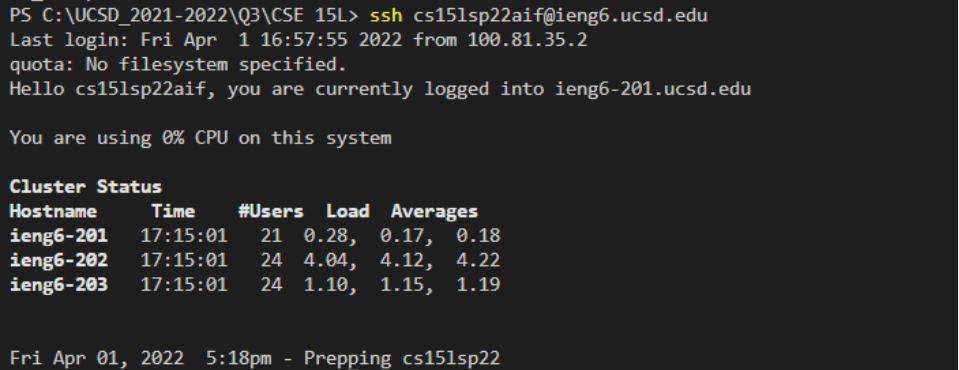 PS C:\UCSD_2021-2022\Q3\CSE 15L> ssh cs15lsp22aif@ieng6.ucsd.edu
Last login: Fri Apr  1 16:57:55 2022 from 100.81.35.2
quota: No filesystem specified.
Hello cs15lsp22aif, you are currently logged into ieng6-201.ucsd.edu
You are using 0% CPU on this system
Cluster Status
Hostname     Time    #Users  Load  Averages
ieng6-201   17:15:01   21  0.28,  0.17,  0.18
ieng6-202   17:15:01   24  4.04,  4.12,  4.22
ieng6-203   17:15:01   24  1.10,  1.15,  1.19
Fri Apr 01, 2022  5:18pm - Prepping cs15lsp22